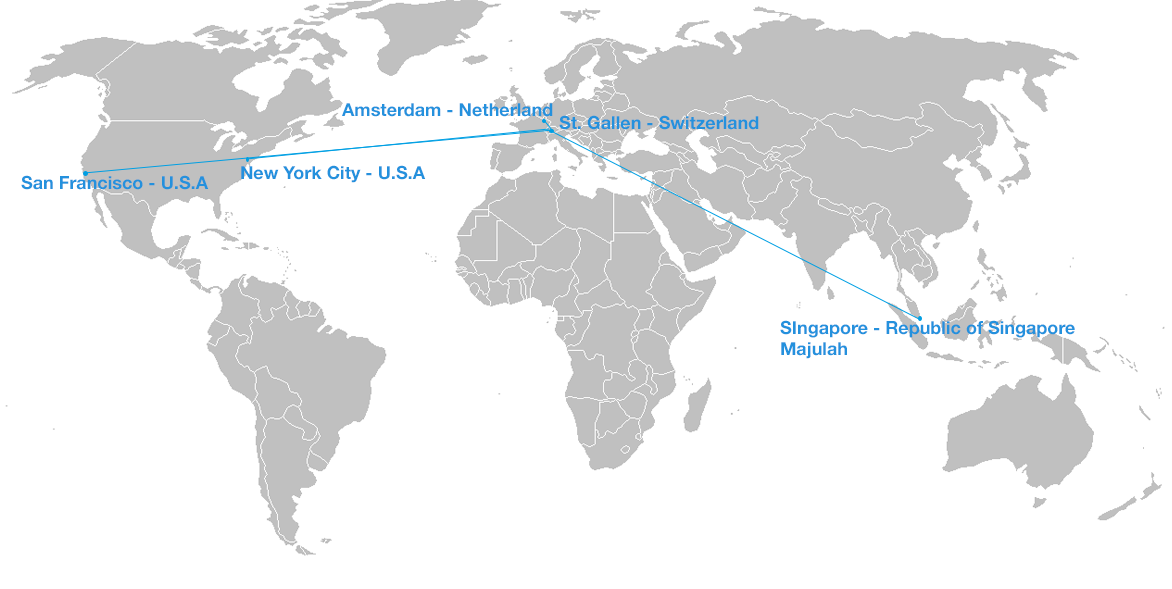 Amsterdam - Netherland
St. Gallen - Switzerland
New York City - U.S.A
San Francisco - U.S.A
SIngapore - Republic of Singapore
Majulah